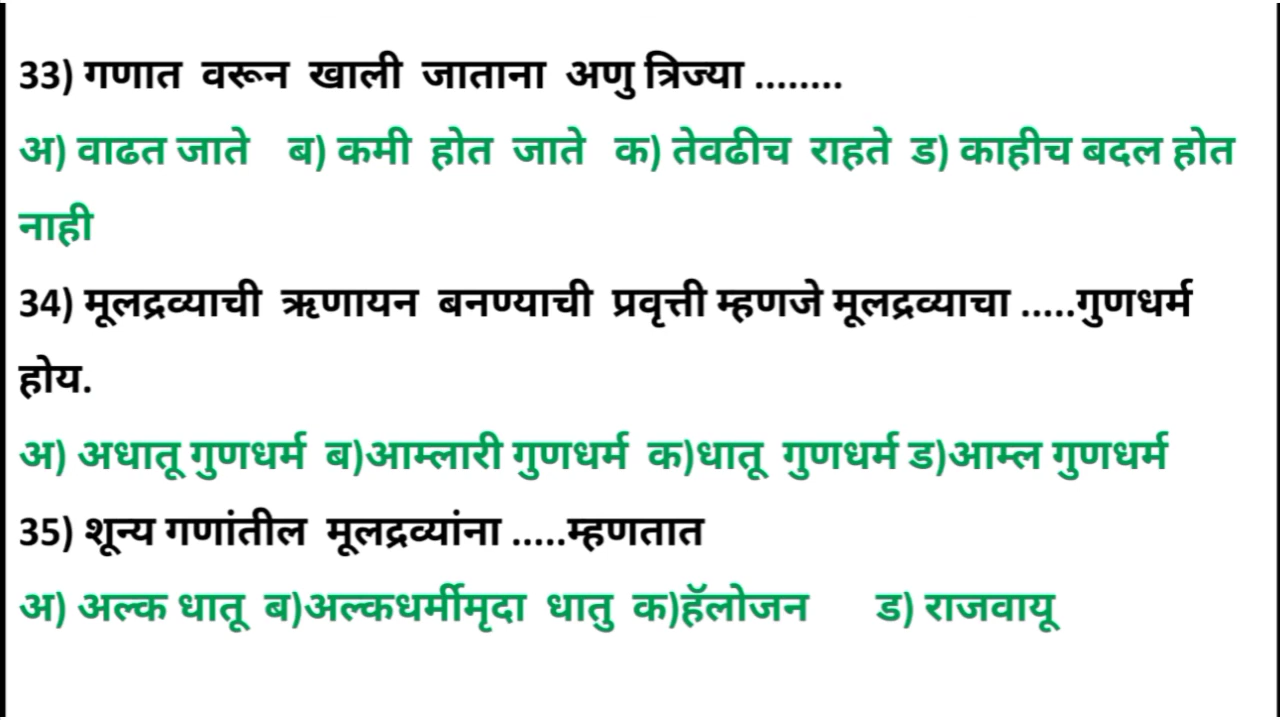 33) गणात वरून खाली जाताना अणु त्रिज्या ........
अ) वाढत जाते ब) कमी होत जाते क) तेवढीच राहते ड) काहीच बदल होत
नाही
34) मूलद्रव्याची ऋणायन बनण्याची प्रवृत्ती म्हणजे मूलद्रव्याचा .....गुणधर्म
होय.
अ) अधातू गुणधर्म ब)आम्लारी गुणधर्म क)धातू गुणधर्म ड)आम्ल गुणधर्म
35) शून्य गणांतील मूलद्रव्यांना .....म्हणतात
अ) अल्क धातू ब)अल्कधर्मीमृदा धातु क)हॅलोजन ड) राजवायू